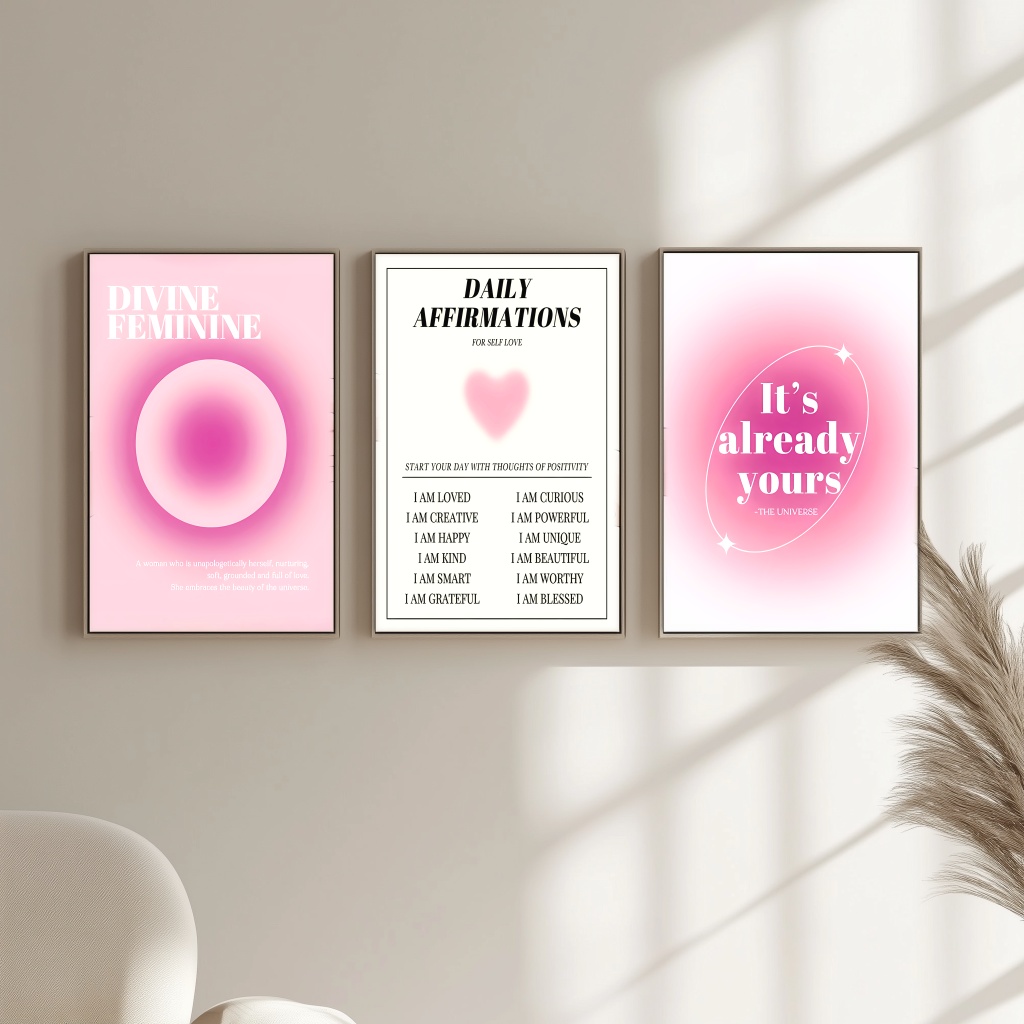 DIVINE
FEMININE
A women who is unapologetically herself, nurturing,
soft, grounded and full of love.
She embraces the beauty of the universe.
DAILY
AFFIRMATIONS
FOR SELF LOVE
START YOUR DAY WITH THOUGHTS OF POSITIVITY
I AM LOVED
I AM CURIOUS
I AM CREATIVE
I AM POWERFUL
I AM HAPPY
I AM UNIQUE
I AM KIND
I AM BEAUTIFUL
I AM SMART
I AM WORTHY
I AM GRATEFUL
I AM BLESSED
It's
already
yours
-THE UNIVERSE